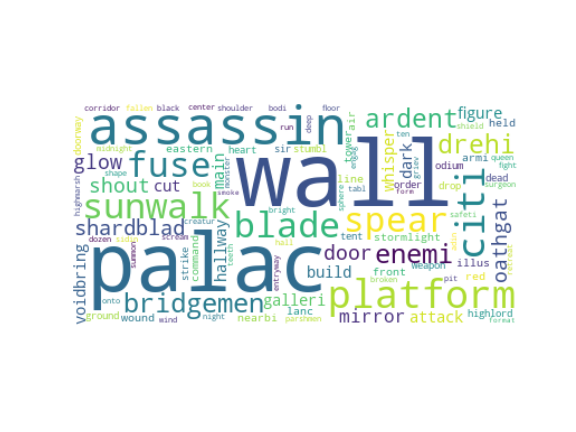 corridor fallen black center shoulder bodi floor
midnight run deep
assassin ardent figure
doorway eastern heart sir stumbl tower air shield held
glow fuse main wall whisper dark ten griev drehi queen
shape book monster engag odium armi fight
shout cut smoke line order dead surgeon
highmarsh sunwalk sphere tabl drop
creatur bright blade spear citi safeti
shardblad hallway hall tent stormlight oathgat
dozen sides scream strike command teeth door enemi illus
voidbring summon palac entryway build front weapon pit red
onto bridgemen galleri lanc broken platform
ground wound wind night nearbi parshmen mirror form attack highlord format